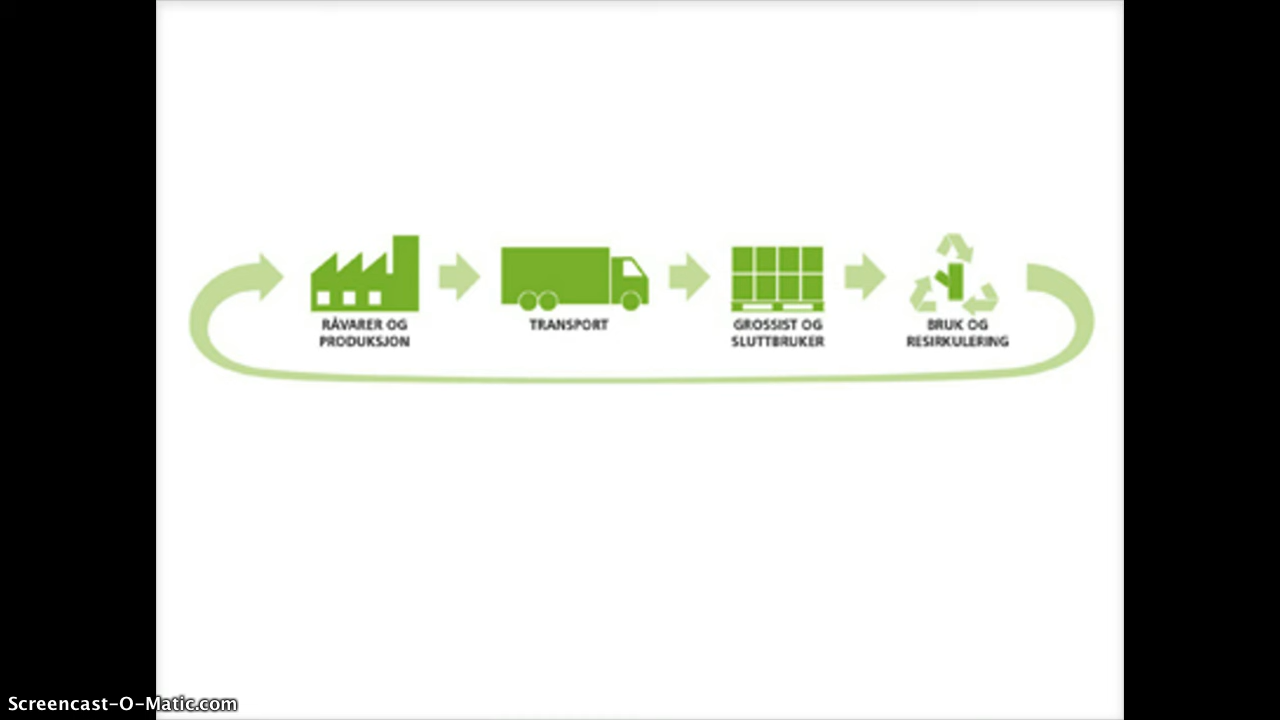 RÅVARER OG
PRODUKSJON
TRANSPORT
GROSSIST OG
SLUTTBRUKER
BRUK OG
RESIRKULERING
Screencast-O-Matic.com